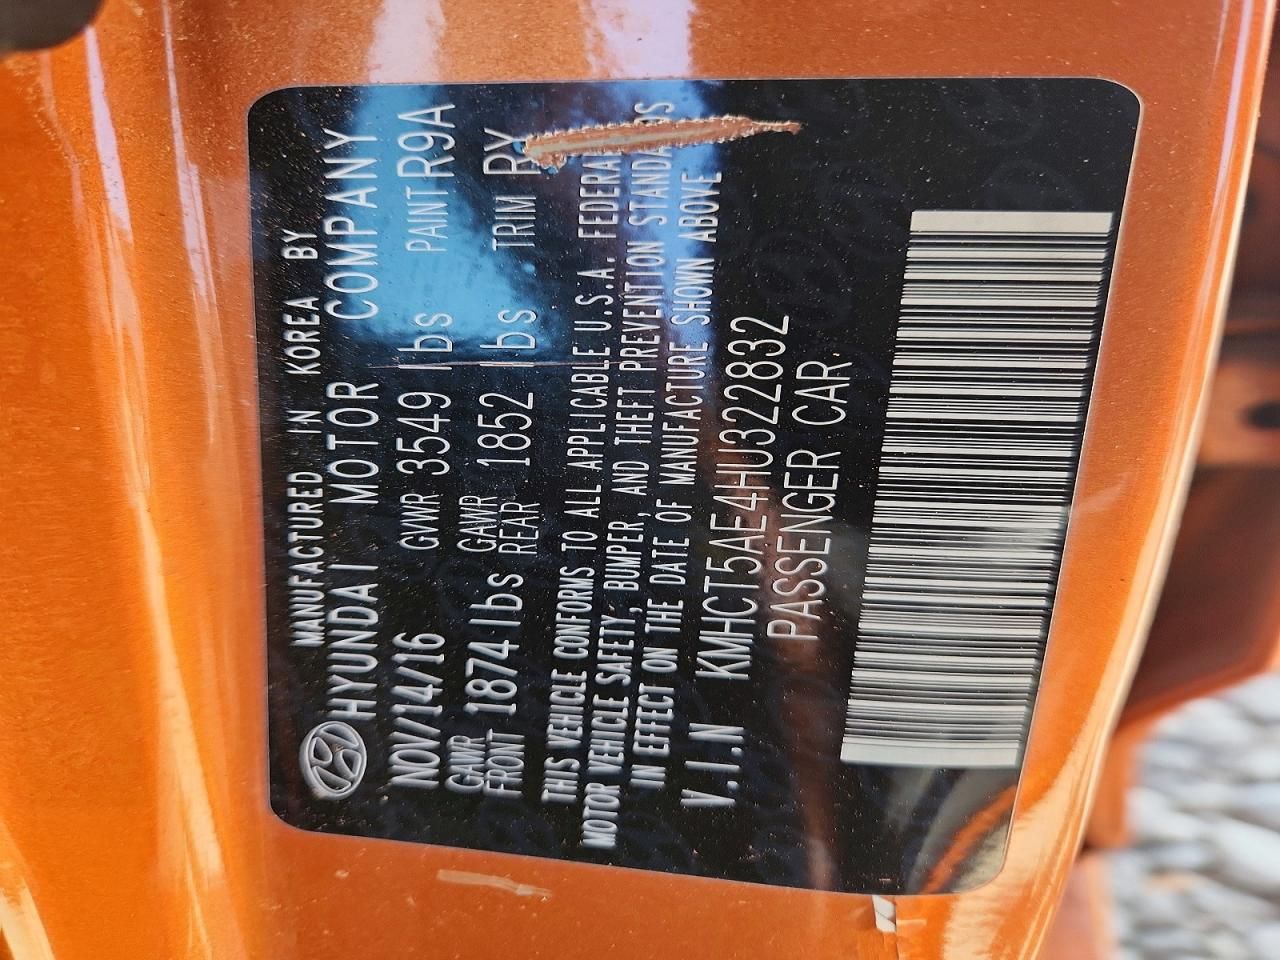 MANUFACTURED IN KOREA BY
HYUNDAI MOTOR COMPANY
NOV/14/16 GVWR 3549 lbs PAINT R9A
GAWR FRONT 1874 lbs GAWR REAR 1852 lbs TRIM RY
THIS VEHICLE CONFORMS TO ALL APPLICABLE U.S.A. FEDERAL
MOTOR VEHICLE SAFETY, BUMPER, AND THEFT PREVENTION STANDARDS
IN EFFECT ON THE DATE OF MANUFACTURE SHOWN ABOVE
V.I.N KMHCT5AE4HU322832
PASSENGER CAR